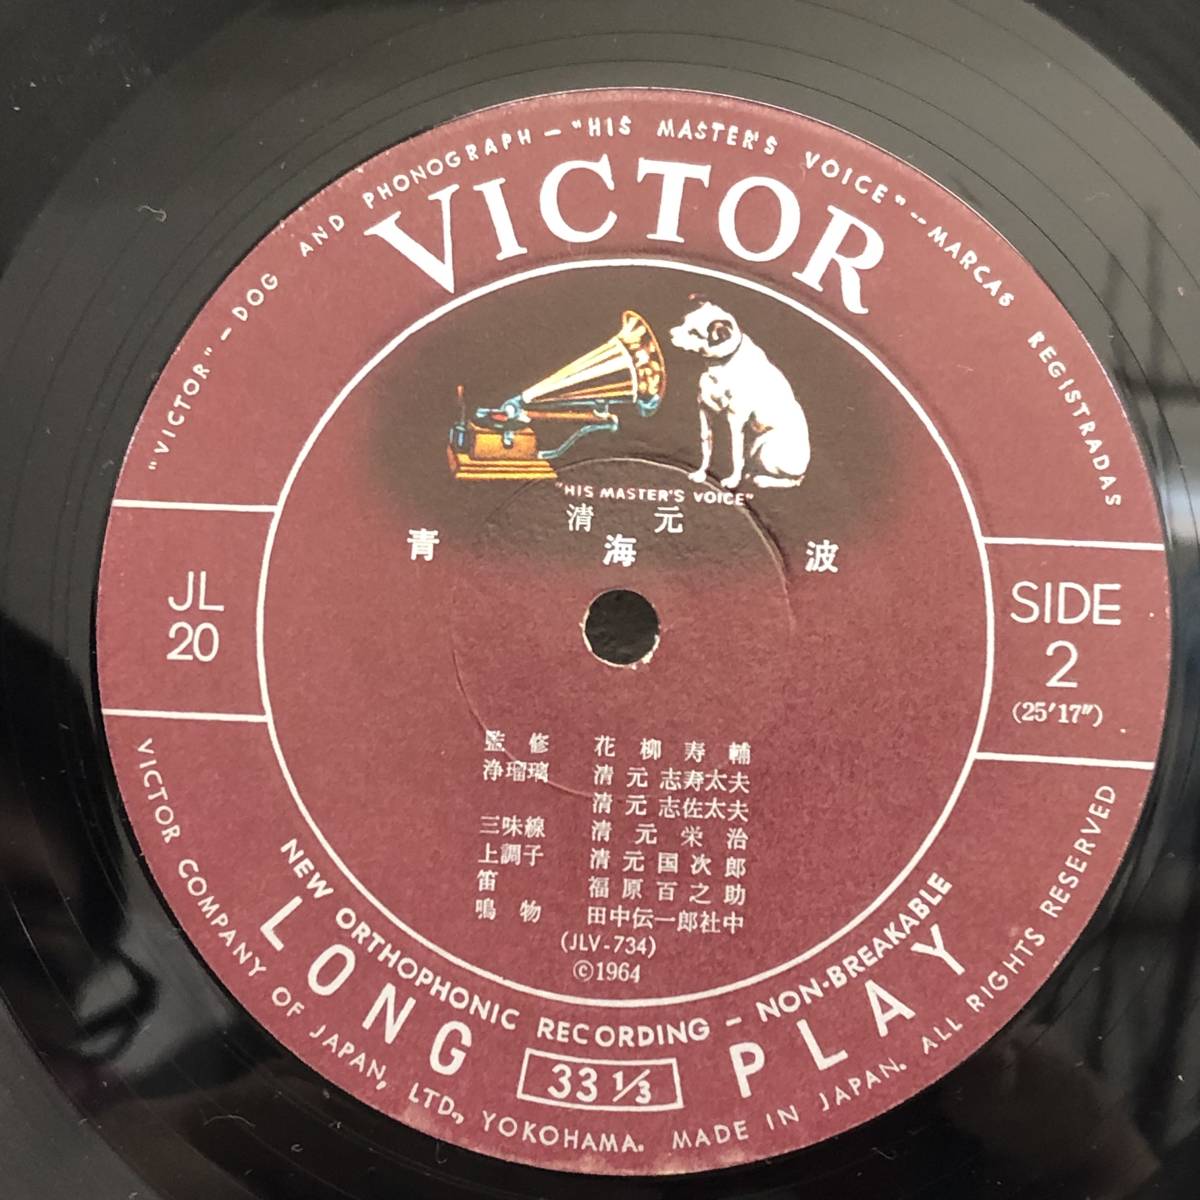 "VICTOR" – DOG AND PHONOGRAPH – "HIS MASTER'S VOICE" – MARCAS REGISTRADAS
VICTOR
"HIS MASTER'S VOICE"
清元
青海波
JL
20
SIDE
2
(25'17")
監修 花柳寿輔
浄瑠璃 清元志寿太夫
清元志佐太夫
三味線 清元栄治
上調子 清元国次郎
笛 福原百之助
鳴物 田中伝一郎社中
(JLV-734)
©1964
NEW ORTHOPHONIC RECORDING – NON-BREAKABLE
LONG 33 1/3 PLAY
VICTOR COMPANY OF JAPAN, LTD., YOKOHAMA. MADE IN JAPAN. ALL RIGHTS RESERVED